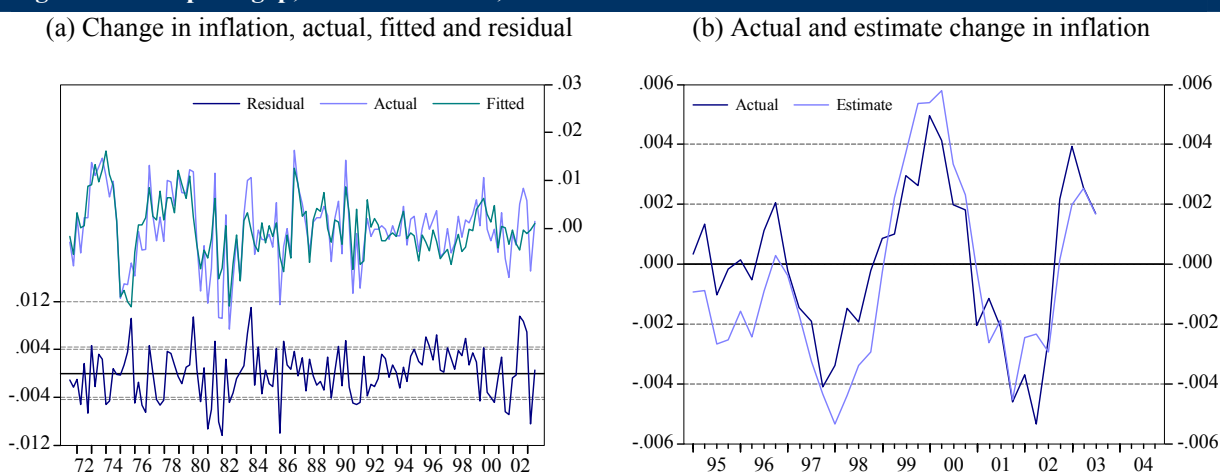 (a) Change in inflation, actual, fitted and residual
.03
Residual Actual Fitted
.02
.01
.00
.012
.004
-.004
-.012
72 74 76 78 80 82 84 86 88 90 92 94 96 98 00 02
(b) Actual and estimate change in inflation
.006 .006
Actual Estimate
.004 .004
.002 .002
.000 .000
-.002 -.002
-.004 -.004
-.006 -.006
95 96 97 98 99 00 01 02 03 04